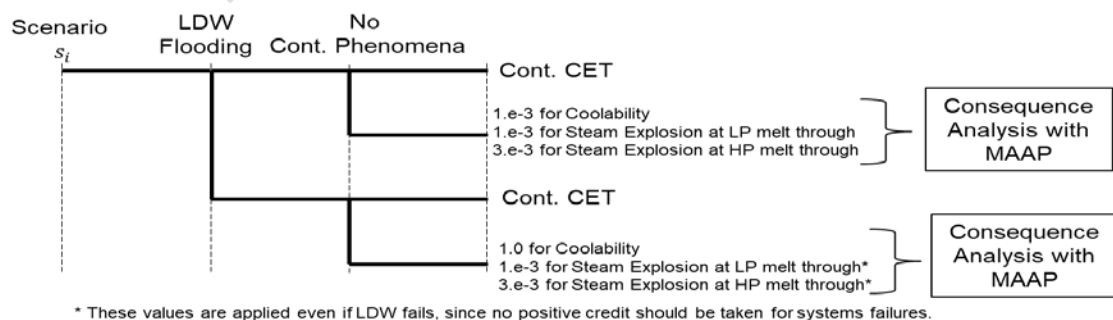 Scenario
s_i
LDW
Flooding
No
Cont. Phenomena
Cont. CET
1.e-3 for Coolability
1.e-3 for Steam Explosion at LP melt through
3.e-3 for Steam Explosion at HP melt through
Consequence
Analysis with
MAAP
Cont. CET
1.0 for Coolability
1.e-3 for Steam Explosion at LP melt through*
3.e-3 for Steam Explosion at HP melt through*
Consequence
Analysis with
MAAP
* These values are applied even if LDW fails, since no positive credit should be taken for systems failures.